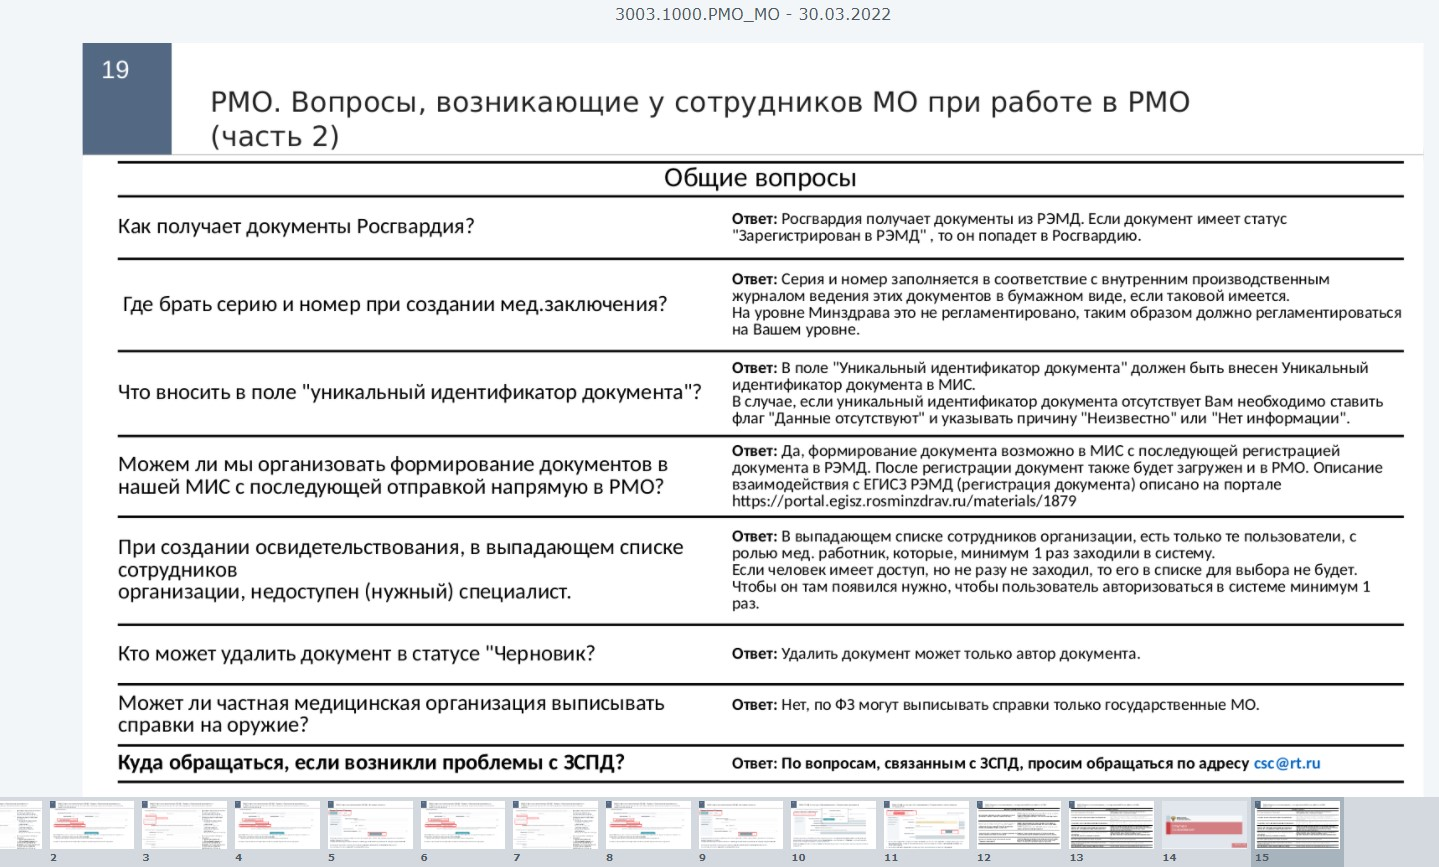 3003.1000.РМО_МО - 30.03.2022
19
РМО. Вопросы, возникающие у сотрудников МО при работе в РМО
(часть 2)
Общие вопросы
Как получает документы Росгвардия?
Ответ: Росгвардия получает документы из РЭМД. Если документ имеет статус
"Зарегистрирован в РЭМД" , то он попадет в Росгвардию.
Где брать серию и номер при создании мед.заключения?
Ответ: Серия и номер заполняется в соответствие с внутренним производственным
журналом ведения этих документов в бумажном виде, если таковой имеется.
На уровне Минздрава это не регламентировано, таким образом должно регламентироваться
на Вашем уровне.
Что вносить в поле "уникальный идентификатор документа"?
Ответ: В поле "Уникальный идентификатор документа" должен быть внесен Уникальный
идентификатор документа в МИС.
В случае, если уникальный идентификатор документа отсутствует Вам необходимо ставить
флаг "Данные отсутствуют" и указывать причину "Неизвестно" или "Нет информации".
Можем ли мы организовать формирование документов в
нашей МИС с последующей отправкой напрямую в РМО?
Ответ: Да, формирование документа возможно в МИС с последующей регистрацией
документа в РЭМД. После регистрации документ также будет загружен и в РМО. Описание
взаимодействия с ЕГИСЗ РЭМД (регистрация документа) описано на портале
https://portal.egisz.rosminzdrav.ru/materials/1879
При создании освидетельствования, в выпадающем списке
сотрудников
организации, недоступен (нужный) специалист.
Ответ: В выпадающем списке сотрудников организации, есть только те пользователи, с
ролью мед. работник, которые, минимум 1 раз заходили в систему.
Если человек имеет доступ, но не разу не заходил, то его в списке для выбора не будет.
Чтобы он там появился нужно, чтобы пользователь авторизоваться в системе минимум 1
раз.
Кто может удалить документ в статусе "Черновик?
Ответ: Удалить документ может только автор документа.
Может ли частная медицинская организация выписывать
справки на оружие?
Ответ: Нет, по ФЗ могут выписывать справки только государственные МО.
Куда обращаться, если возникли проблемы с ЗСПД?
Ответ: По вопросам, связанным с ЗСПД, просим обращаться по адресу csc@rt.ru
2 3 4 5 6 7 8 9 10 11 12 13 14 15